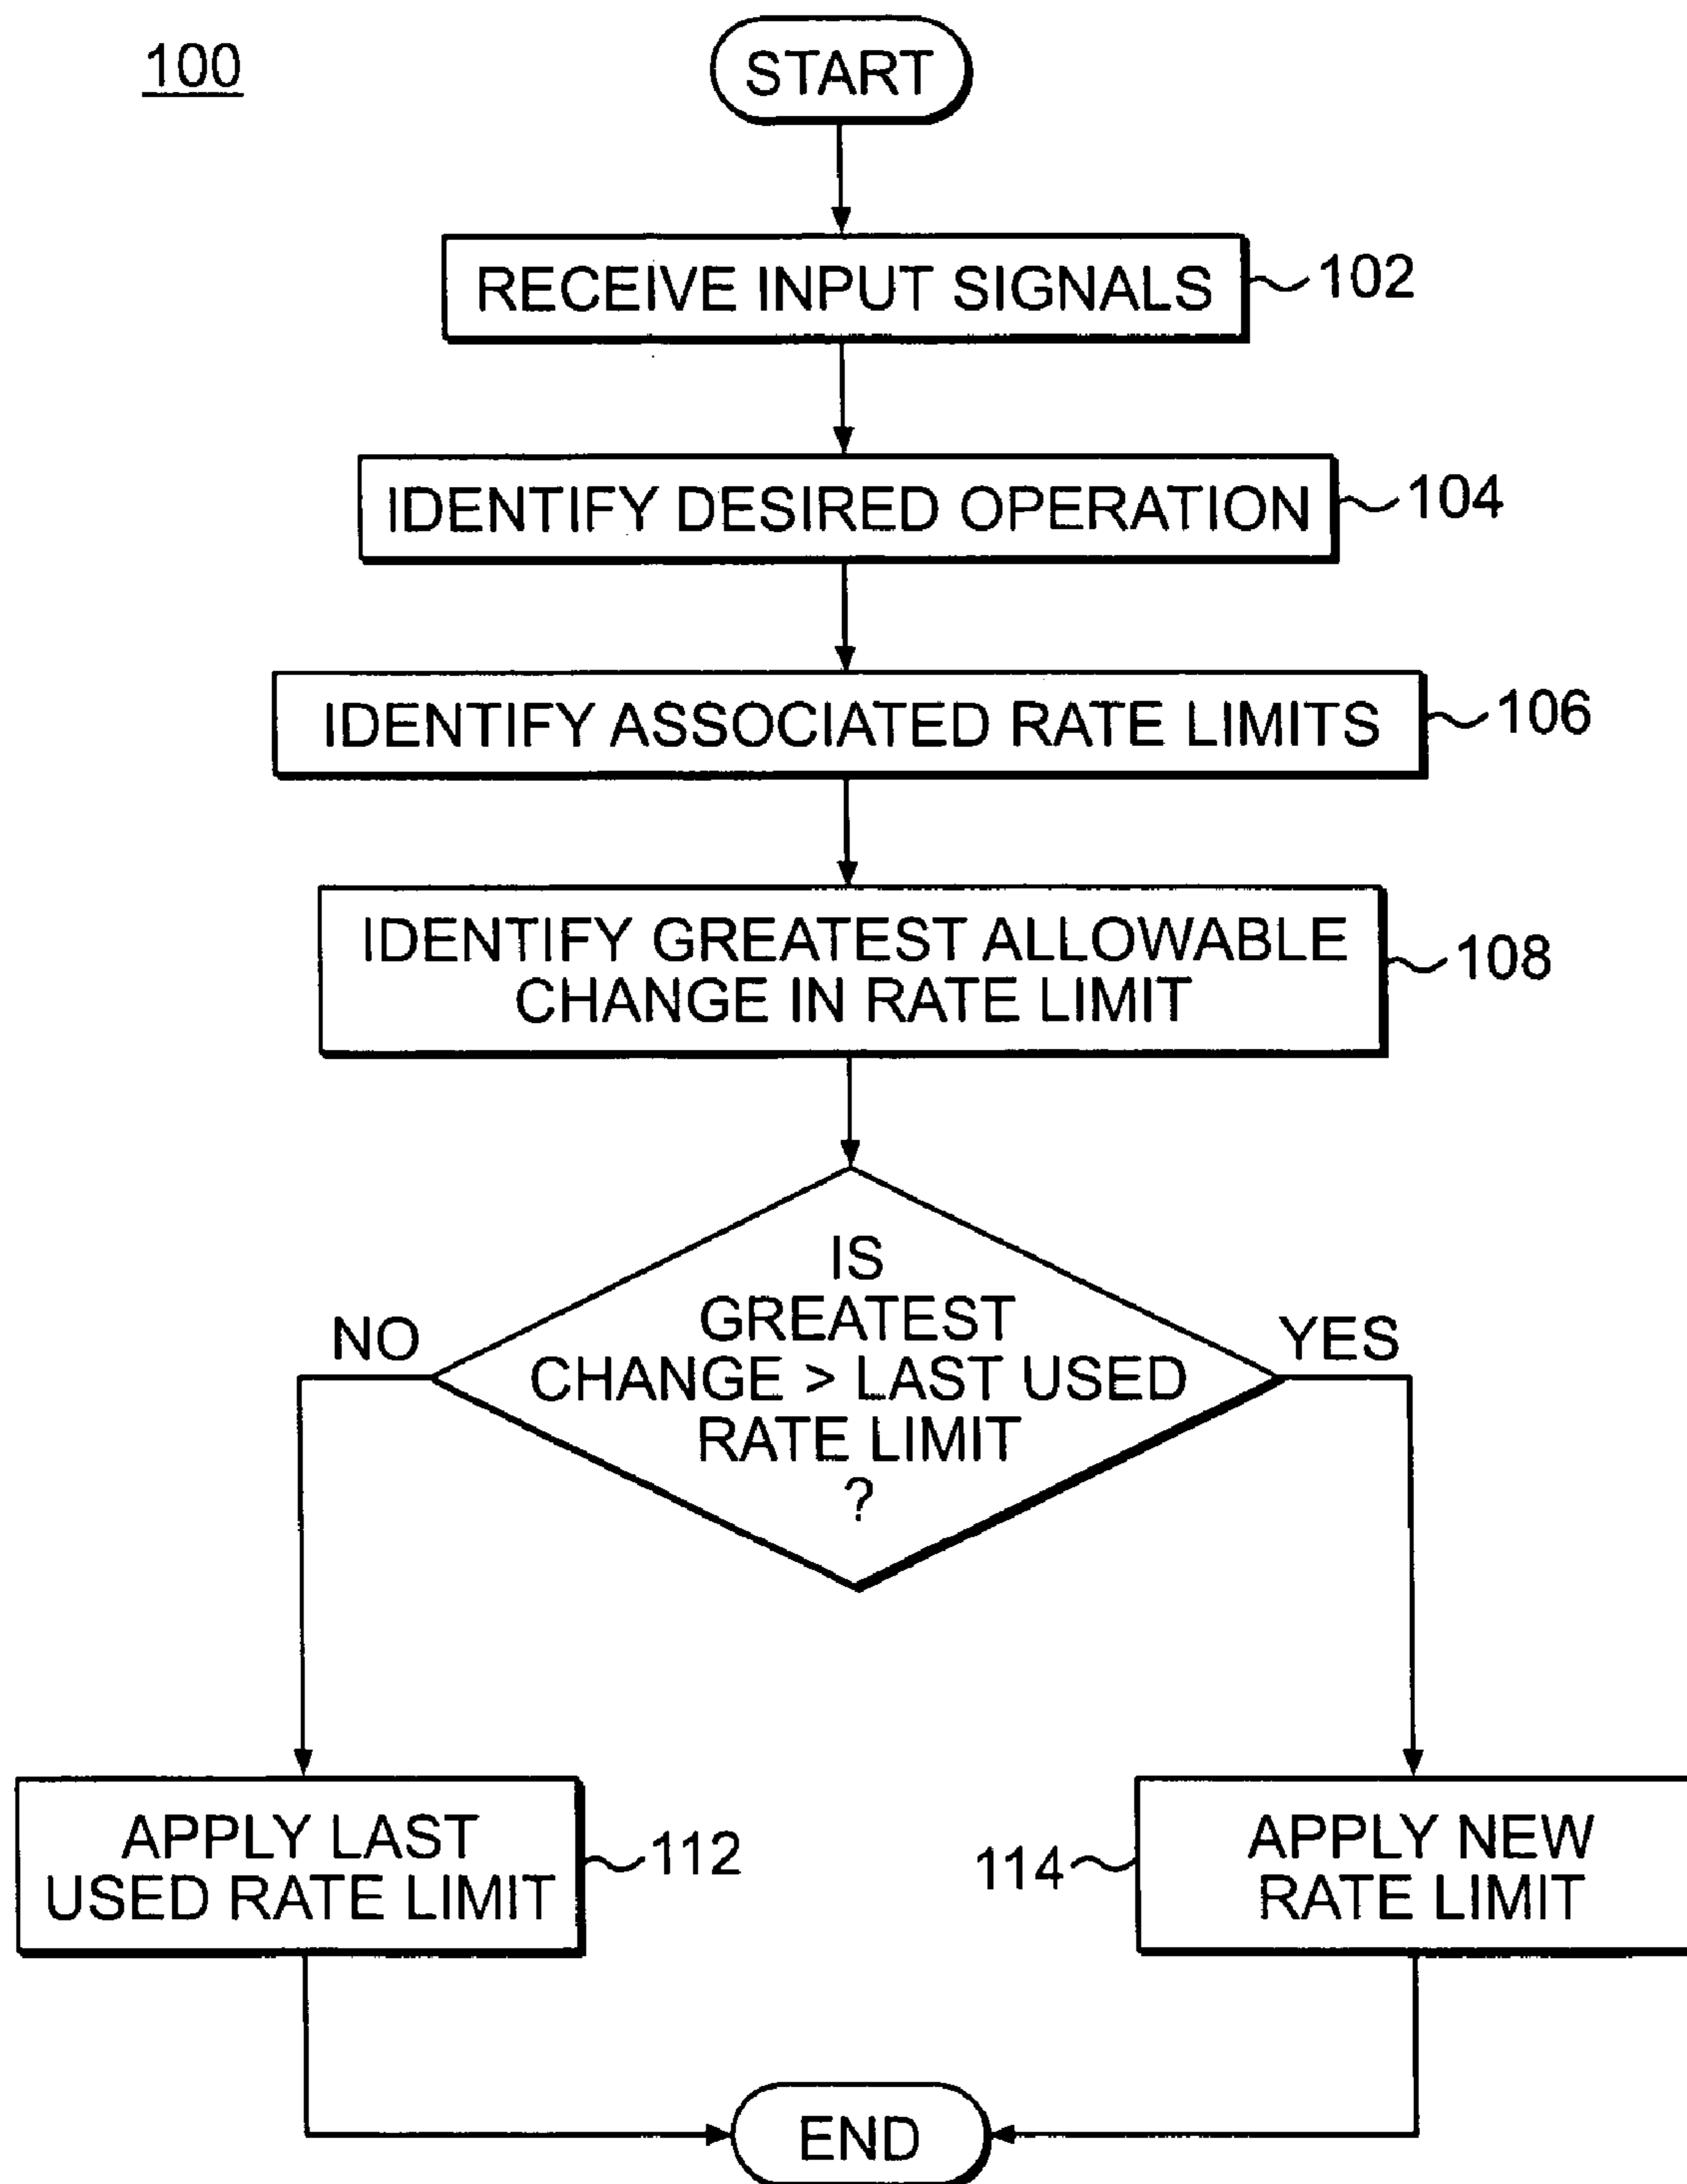 100
START
RECEIVE INPUT SIGNALS
102
IDENTIFY DESIRED OPERATION
104
IDENTIFY ASSOCIATED RATE LIMITS
106
IDENTIFY GREATEST ALLOWABLE
CHANGE IN RATE LIMIT
108
IS
GREATEST
CHANGE > LAST USED
RATE LIMIT
?
NO
YES
APPLY LAST
USED RATE LIMIT
112
114
APPLY NEW
RATE LIMIT
END